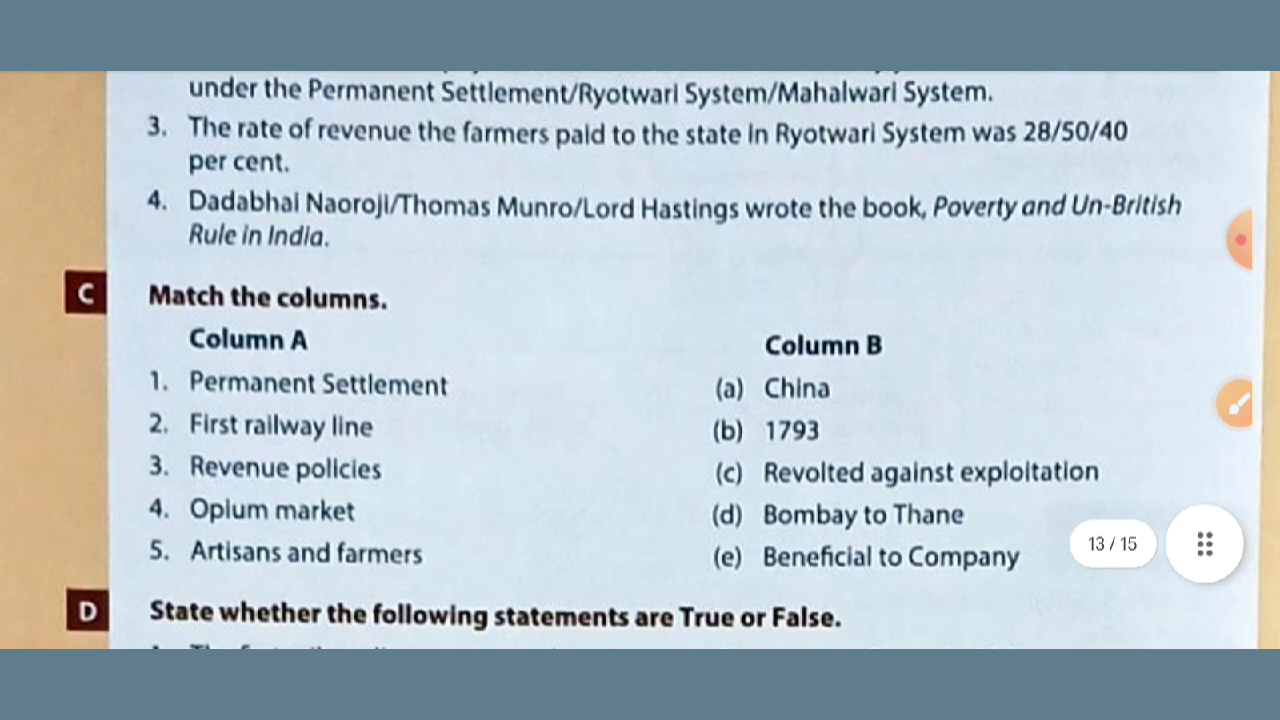 under the Permanent Settlement/Ryotwari System/Mahalwari System.
3. The rate of revenue the farmers paid to the state in Ryotwari System was 28/50/40
per cent.
4. Dadabhai Naoroji/Thomas Munro/Lord Hastings wrote the book, Poverty and Un-British
Rule in India.
C Match the columns.
Column A Column B
1. Permanent Settlement (a) China
2. First railway line (b) 1793
3. Revenue policies (c) Revolted against exploitation
4. Opium market (d) Bombay to Thane
5. Artisans and farmers (e) Beneficial to Company
13 / 15
D State whether the following statements are True or False.